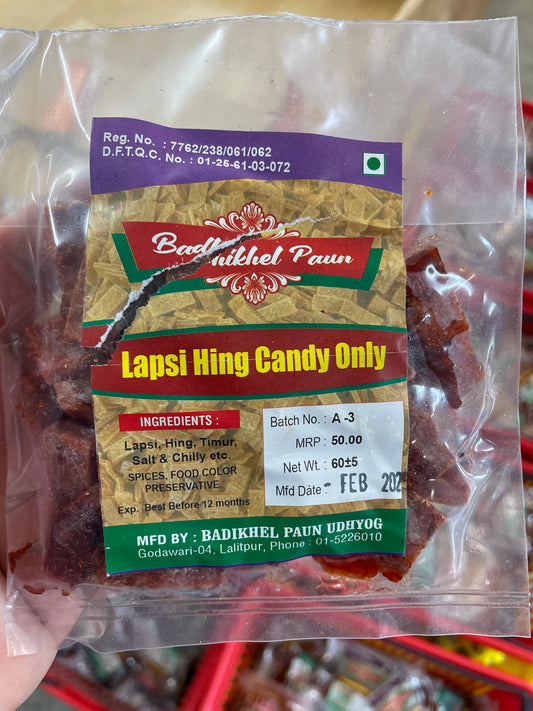 Reg. No. : 7762/238/061/062
D.F.T.Q.C. No. : 01-25-61-03-072
Paun
Lapsi Hing Candy Only
INGREDIENTS :
Lapsi, Hing, Timur,
Salt & Chilly etc.
SPICES, FOOD COLOR
PRESERVATIVE
Exp. Best Before 12 months
Batch No. : A -3
MRP : 50.00
Net Wt. : 60±5
Mfd Date :- FEB 202
MFD BY : BADIKHEL PAUN UDHYOG
Godawari-04, Lalitpur, Phone : 01-5226010